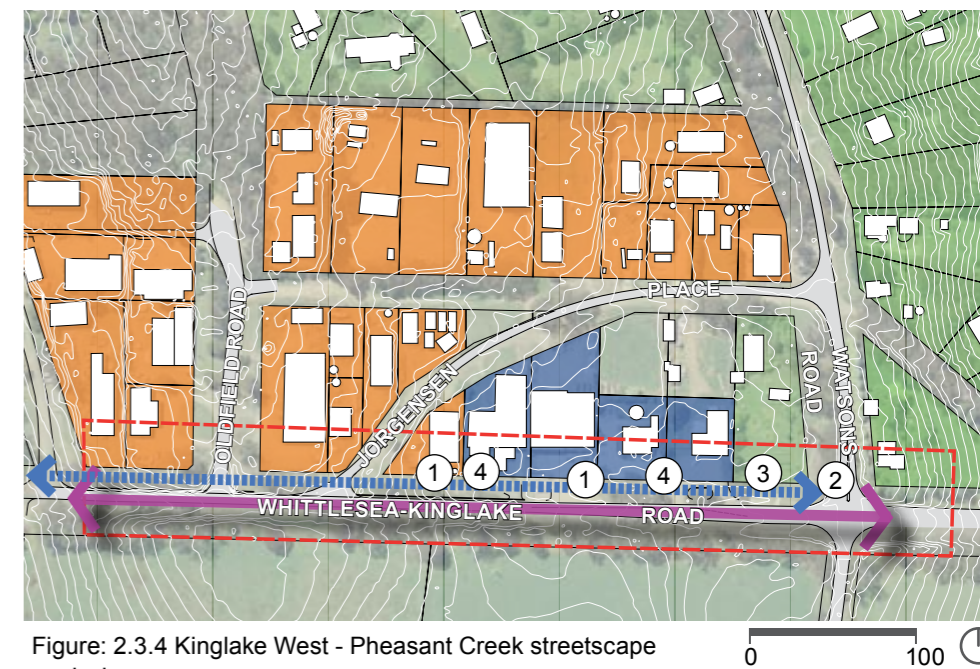 PLACE
OLDFIELD ROAD
JORGENSEN
ROAD
WATSONS
1 4 1 4 3 2
WHITTLESEA-KINGLAKE ROAD
Figure: 2.3.4 Kinglake West - Pheasant Creek streetscape
0 100